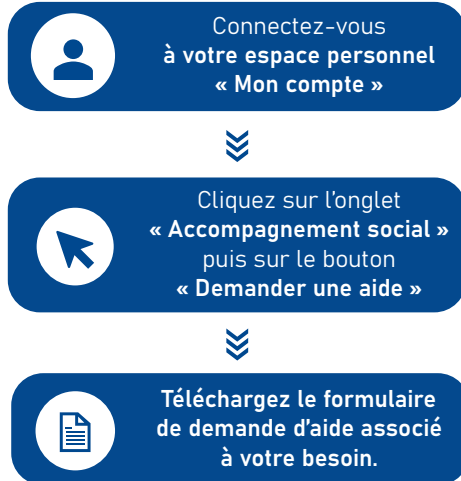 Connectez-vous
à votre espace personnel
« Mon compte »
Cliquez sur l’onglet
« Accompagnement social »
puis sur le bouton
« Demander une aide »
Téléchargez le formulaire
de demande d’aide associé
à votre besoin.